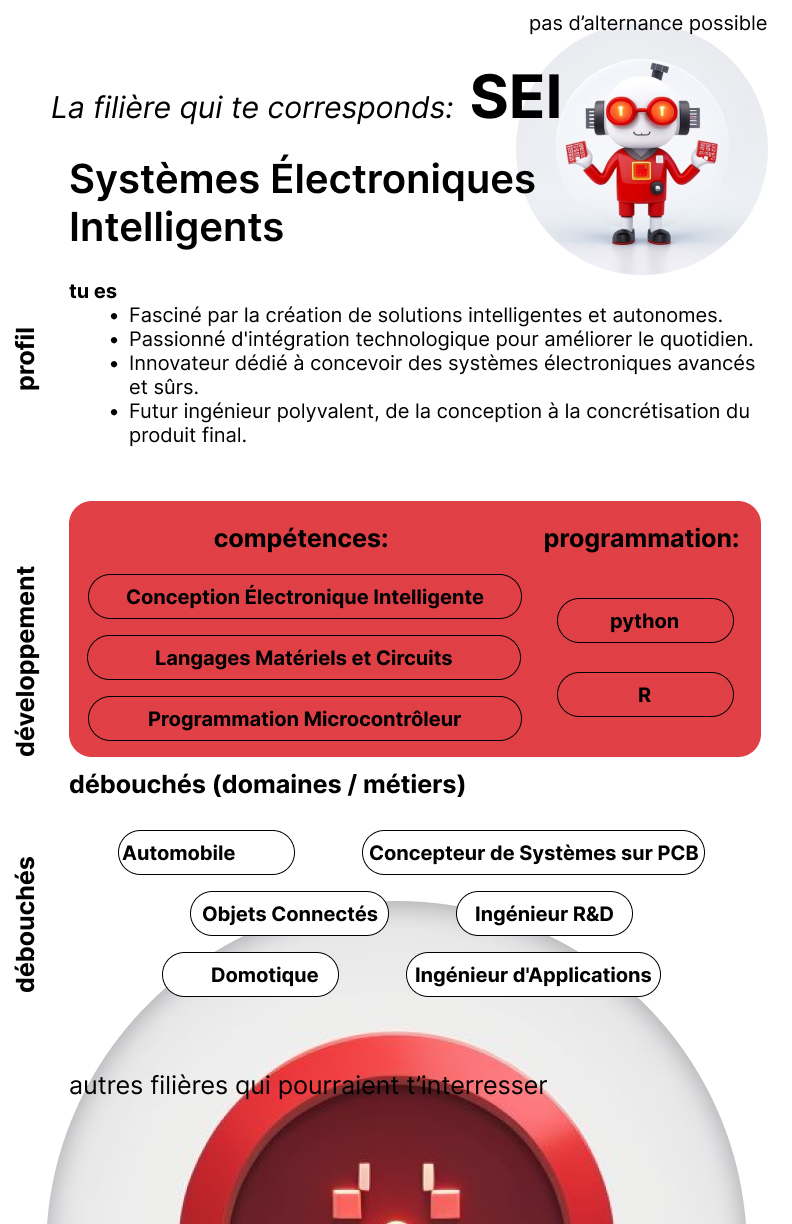 pas d’alternance possible
La filière qui te corresponds: SEI
Systèmes Électroniques
Intelligents
profil
tu es
• Fasciné par la création de solutions intelligentes et autonomes.
• Passionné d'intégration technologique pour améliorer le quotidien.
• Innovateur dédié à concevoir des systèmes électroniques avancés
et sûrs.
• Futur ingénieur polyvalent, de la conception à la concrétisation du
produit final.
développement
compétences:
Conception Électronique Intelligente
Langages Matériels et Circuits
Programmation Microcontrôleur
programmation:
python
R
débouchés (domaines / métiers)
débouchés
Automobile
Concepteur de Systèmes sur PCB
Objets Connectés
Ingénieur R&D
Domotique
Ingénieur d'Applications
autres filières qui pourraient t’interresser